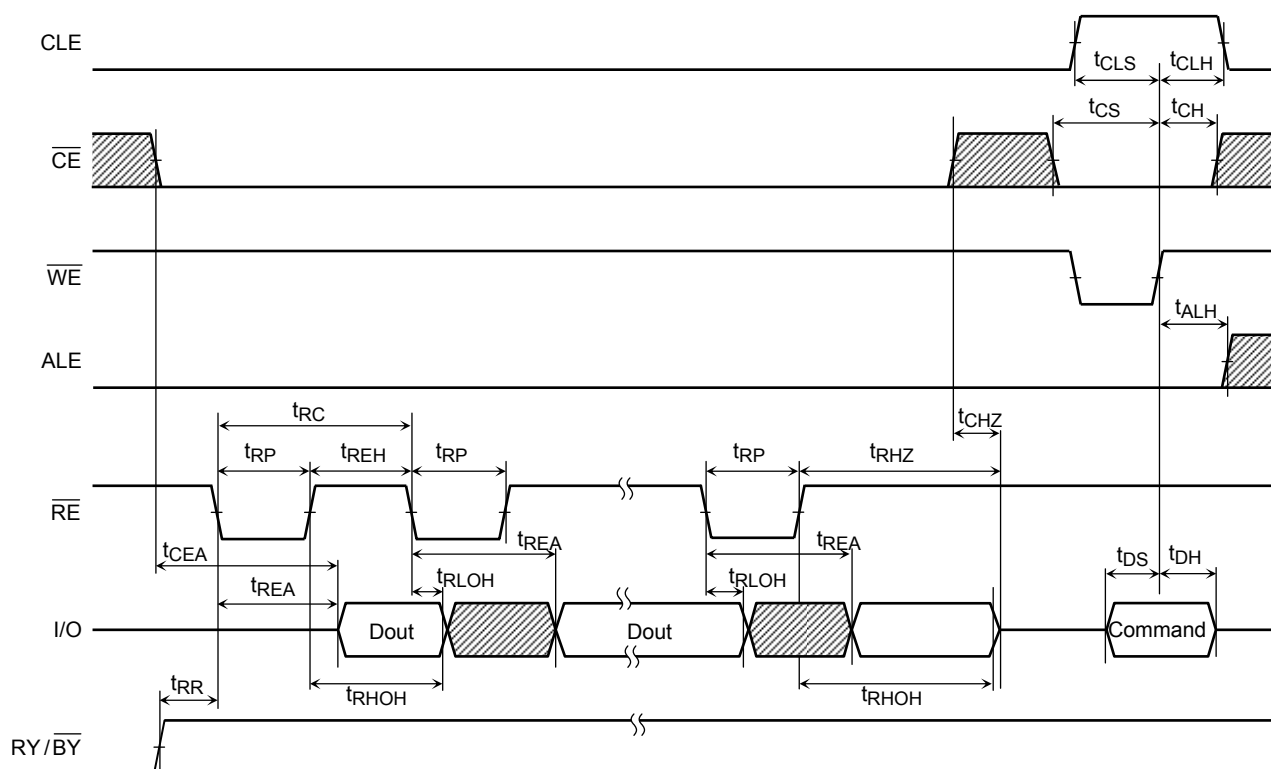 CLE
tCLS tCLH
tCS tCH
CE
WE
tALH
ALE
tRC
tCHZ
tRP tREH tRP tRP tRHZ
RE
tCEA
tREA tREA
tREA tRLOH tRLOH tDS tDH
I/O Dout Dout Command
tRR tRHOH tRHOH
RY/BY